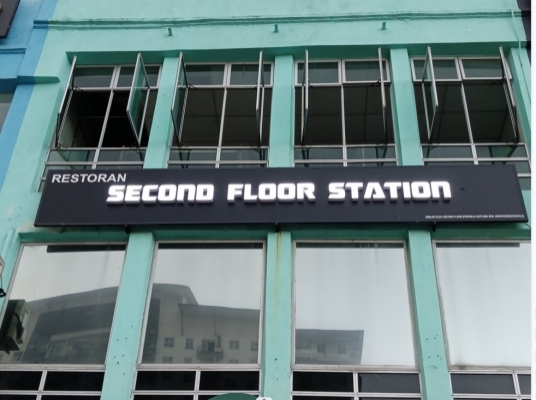 RESTORAN
SECOND FLOOR STATION